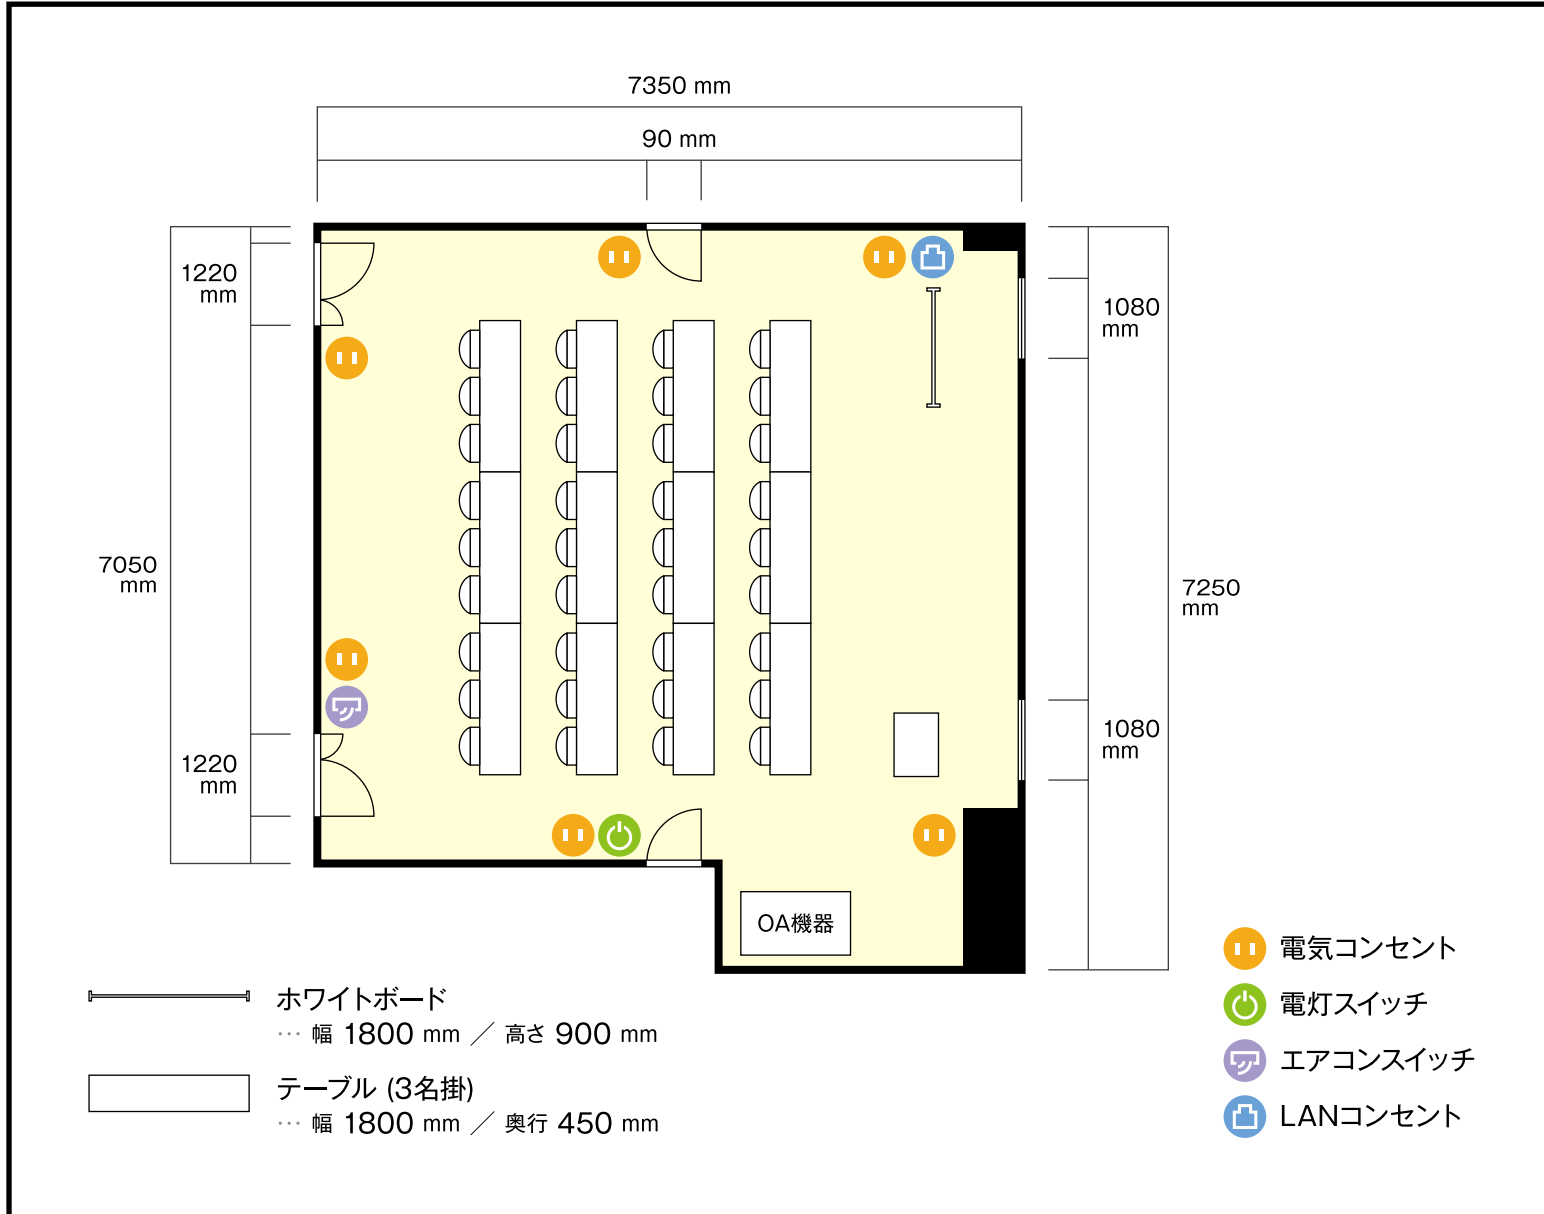 7350 mm
90 mm
1220
mm
1080
mm
7050
mm
7250
mm
1220
mm
1080
mm
OA機器
ホワイトボード
… 幅 1800 mm ／ 高さ 900 mm
テーブル (3名掛)
… 幅 1800 mm ／ 奥行 450 mm
電気コンセント
電灯スイッチ
エアコンスイッチ
LANコンセント